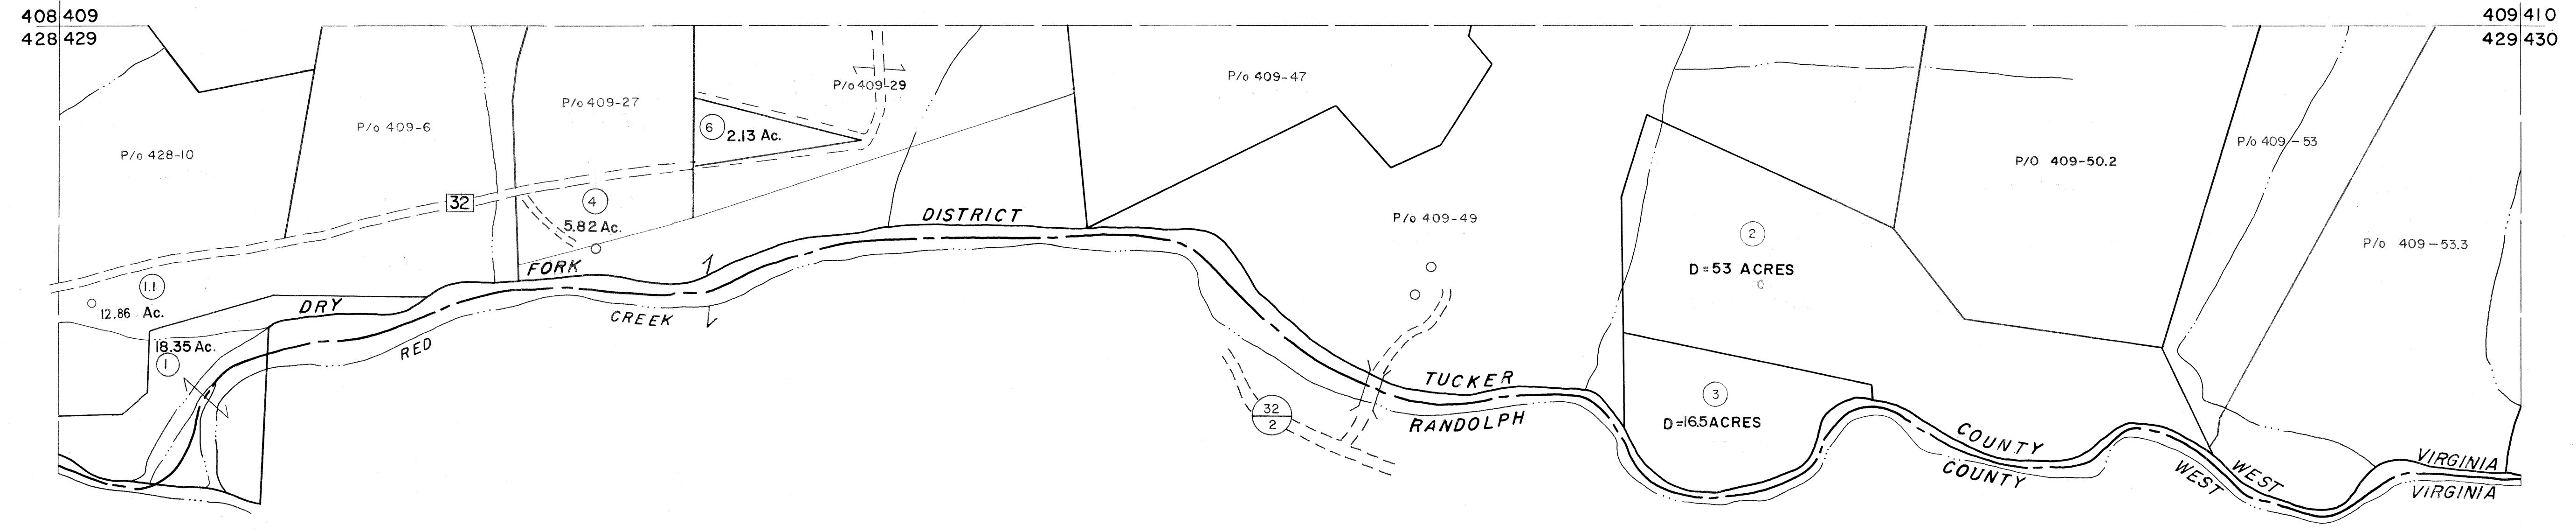 408 409
428 429
409 410
429 430
P/o 428-10
P/o 409-6
P/o 409-27
P/o 409-29
P/o 409-47
P/o 409-49
P/O 409-50.2
P/o 409-53
P/o 409-53.3
6
2.13 Ac.
32
4
5.82 Ac.
1.1
12.86 Ac.
18.35 Ac.
1
2
D=53 ACRES
3
D=16.5 ACRES
32
2
DRY FORK DISTRICT
RED CREEK
TUCKER COUNTY WEST VIRGINIA
RANDOLPH COUNTY WEST VIRGINIA